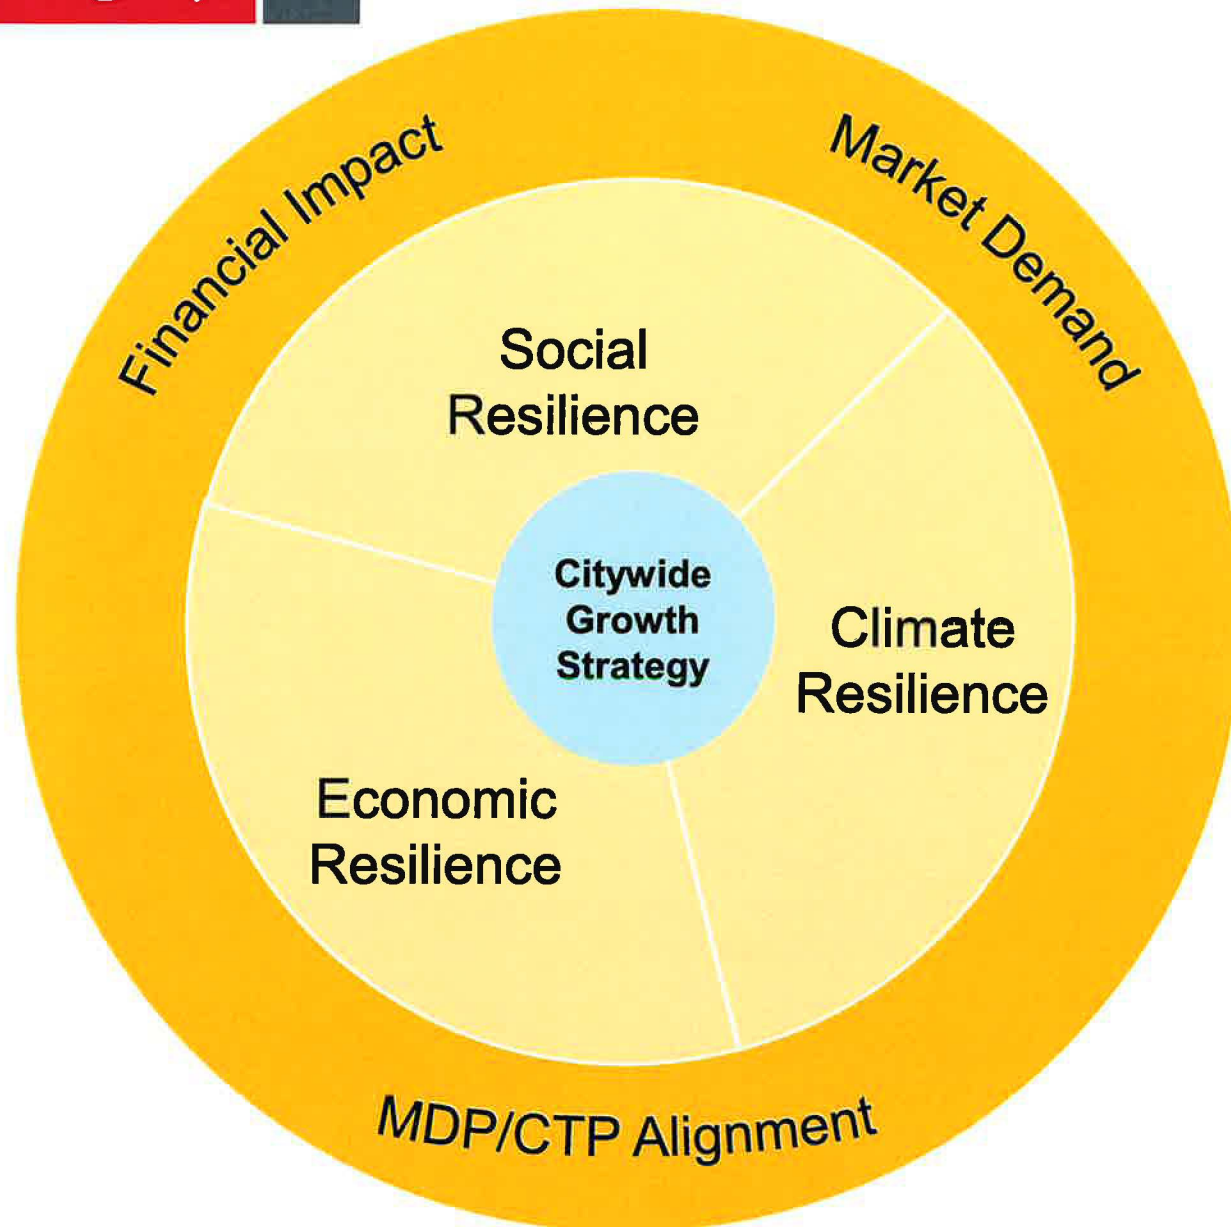 Financial Impact
Market Demand
Social
Resilience
Citywide
Growth
Strategy
Climate
Resilience
Economic
Resilience
MDP/CTP Alignment